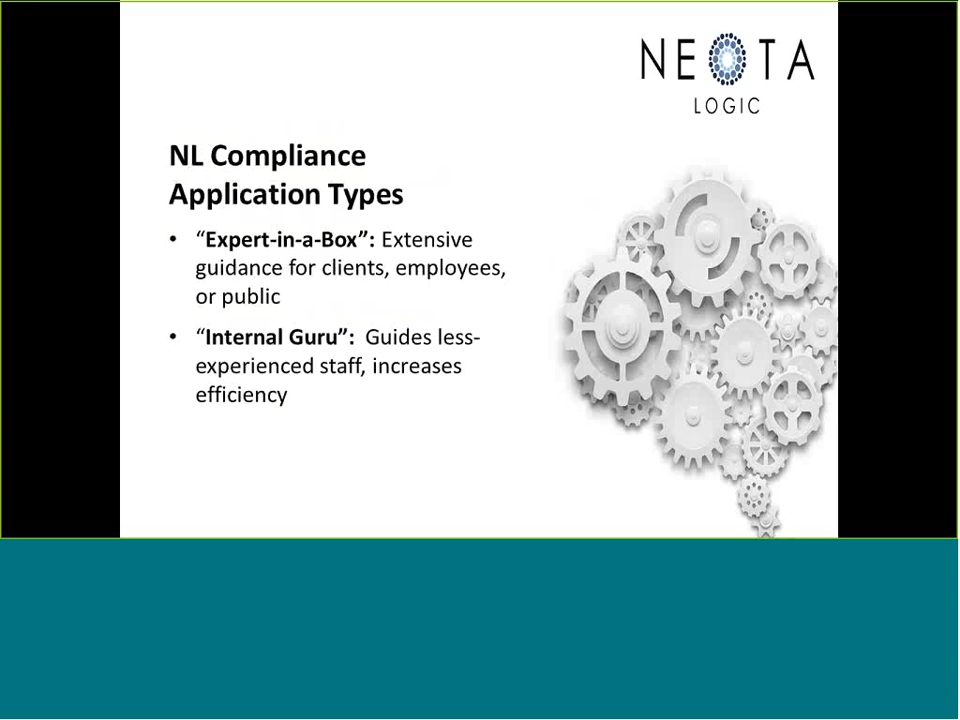 NEOTA
LOGIC
NL Compliance
Application Types
• “Expert-in-a-Box”: Extensive
guidance for clients, employees,
or public
• “Internal Guru”:  Guides less-
experienced staff, increases
efficiency